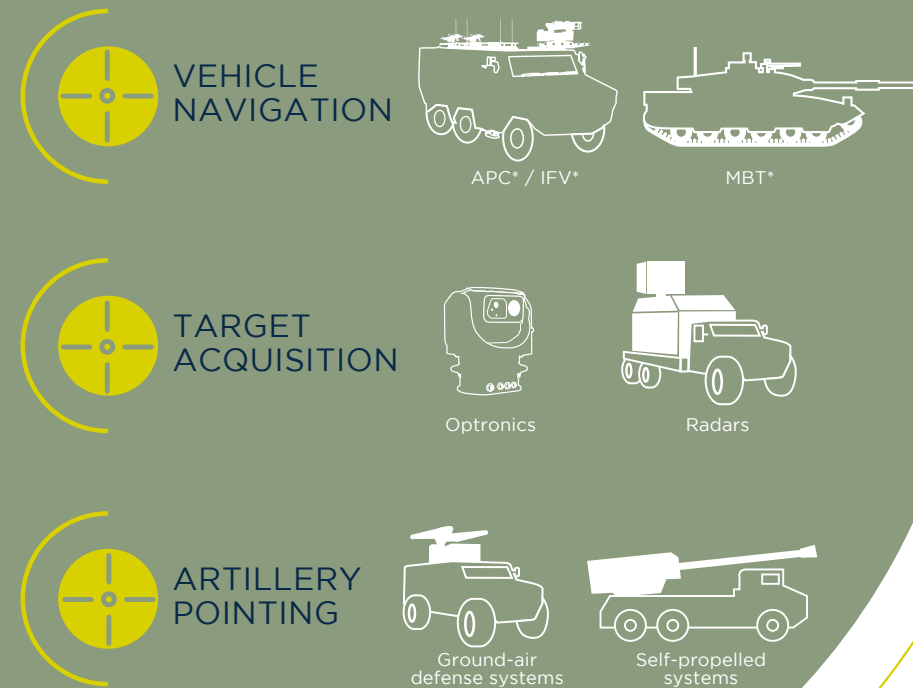 VEHICLE
NAVIGATION
APC* / IFV*
MBT*
TARGET
ACQUISITION
Optronics
Radars
ARTILLERY
POINTING
Ground-air
defense systems
Self-propelled
systems